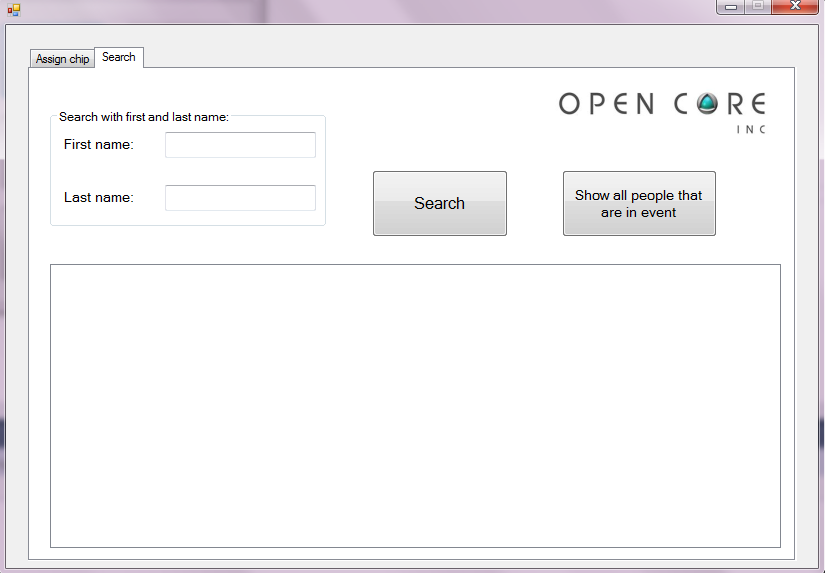 Assign chip
Search
OPEN CORE
INC
Search with first and last name:
First name:
Last name:
Search
Show all people that
are in event